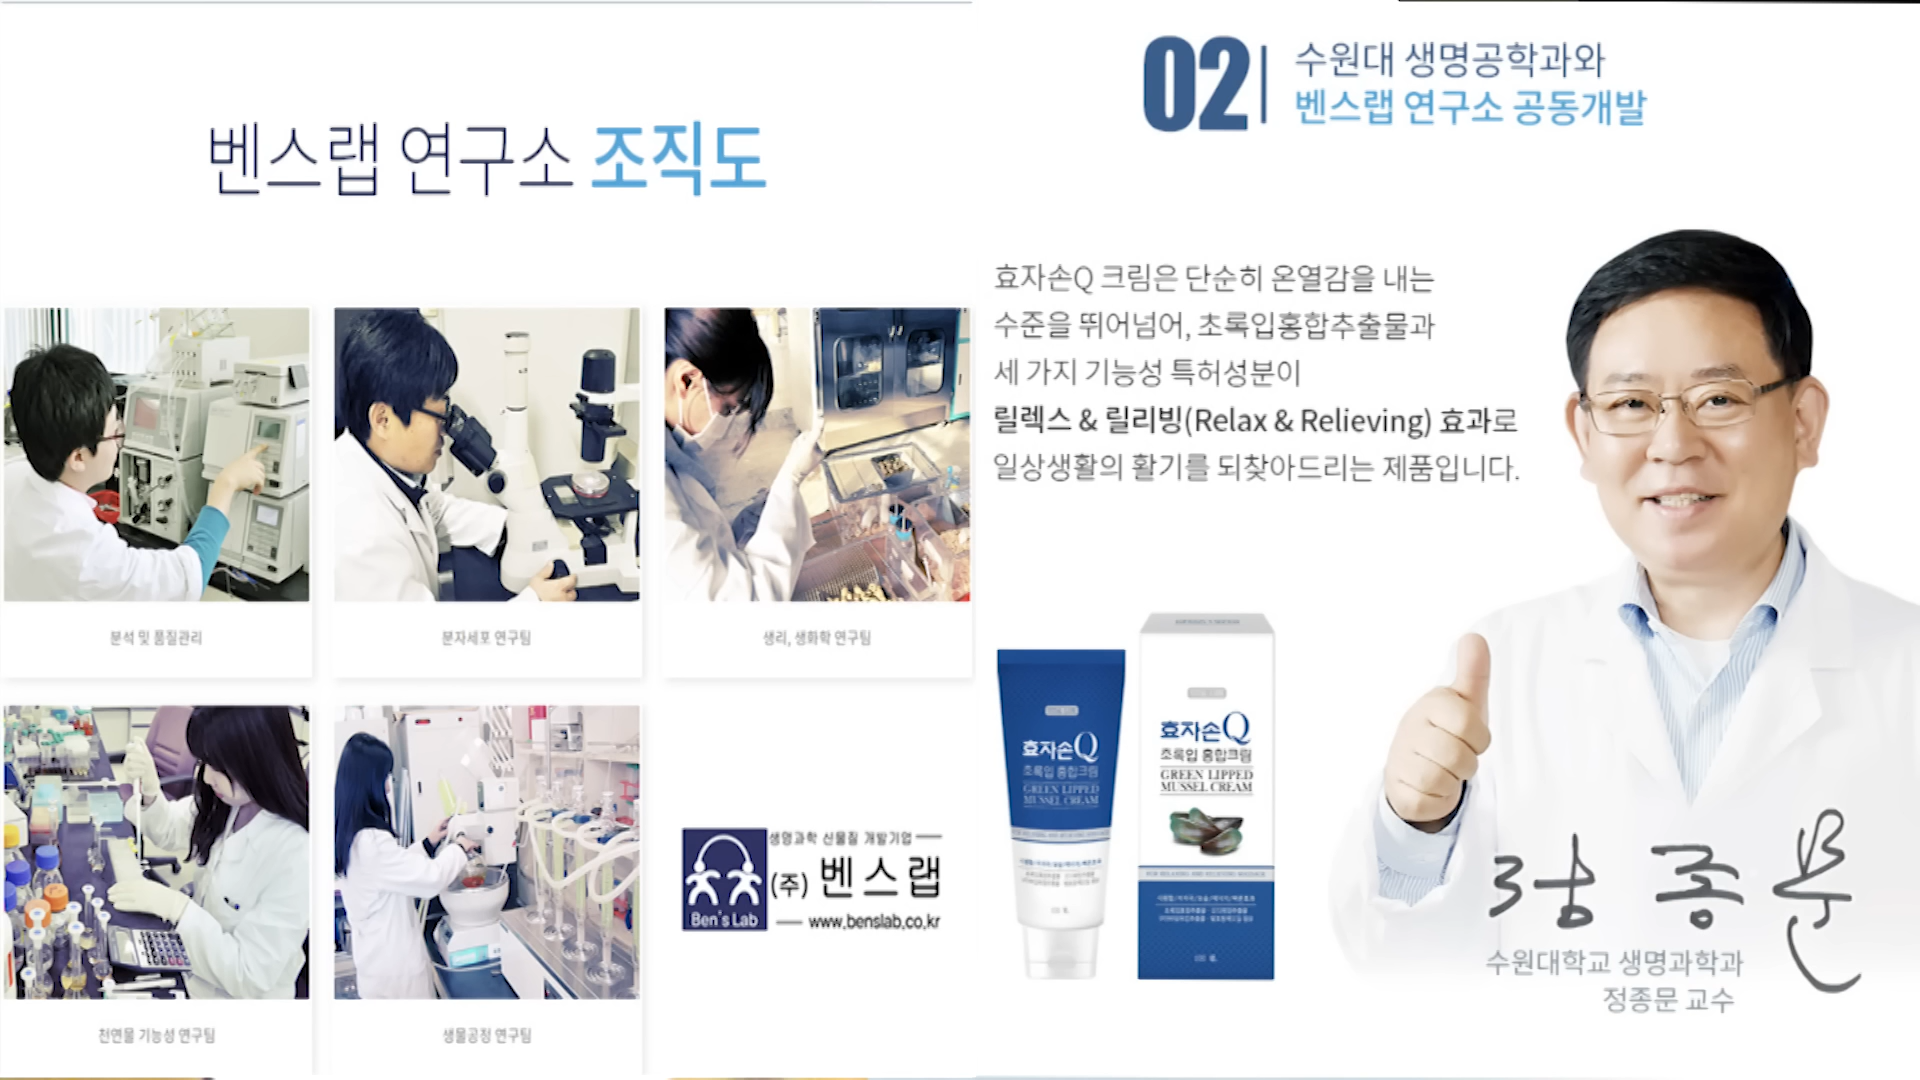 벤스랩 연구소 조직도
분석 및 품질관리
분자세포 연구팀
생리, 생화학 연구팀
천연물 기능성 연구팀
생물공정 연구팀
Ben's Lab
생명과학 신물질 개발기업
(주) 벤스랩
www.benslab.co.kr
02
수원대 생명공학과와
벤스랩 연구소 공동개발
효자손Q 크림은 단순히 온열감을 내는
수준을 뛰어넘어, 초록입홍합추출물과
세 가지 기능성 특허성분이
릴렉스 & 릴리빙(Relax & Relieving) 효과로
일상생활의 활기를 되찾아드리는 제품입니다.
효자손Q
초록입 홍합크림
GREEN LIPPED
MUSSEL CREAM
효자손Q
초록입 홍합크림
GREEN LIPPED
MUSSEL CREAM
정종문
수원대학교 생명과학과
정종문 교수